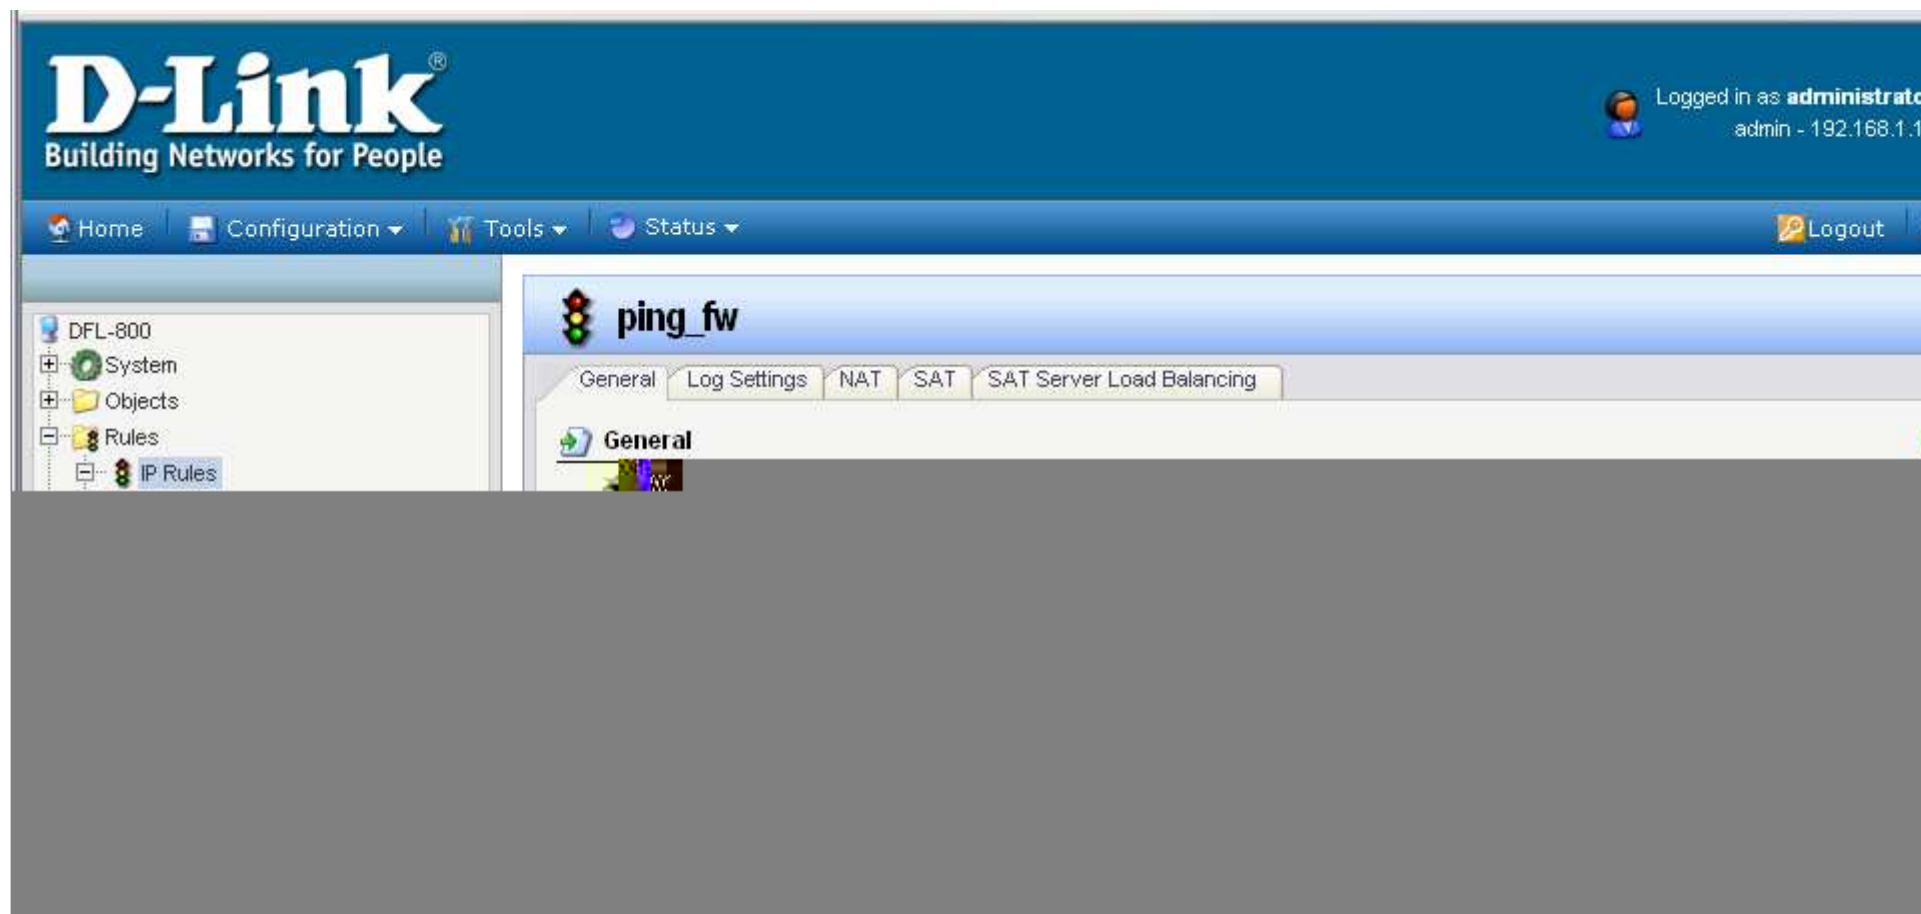 D-Link®
Building Networks for People
Logged in as
admin - 192.168.1.1
Home Configuration Tools Status Logout
DFL-800
System
Objects
Rules
IP Rules
ping_fw
General Log Settings NAT SAT SAT Server Load Balancing
General